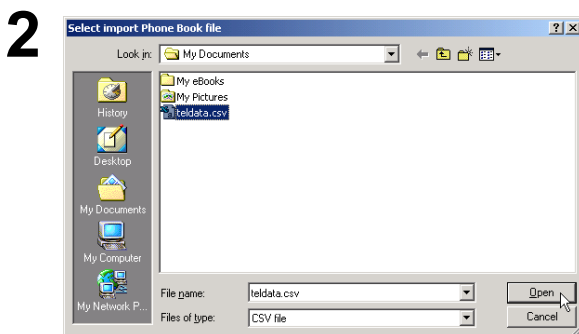 2
Select import Phone Book file
Look in: My Documents
My eBooks
My Pictures
teldata.csv
History
Desktop
My Documents
My Computer
My Network P...
File name: teldata.csv Open
Files of type: CSV file Cancel